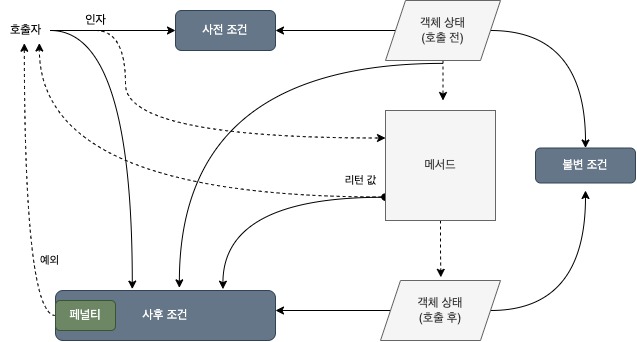 호출자
인자
사전 조건
객체 상태
(호출 전)
메서드
리턴 값
불변 조건
예외
페널티
사후 조건
객체 상태
(호출 후)